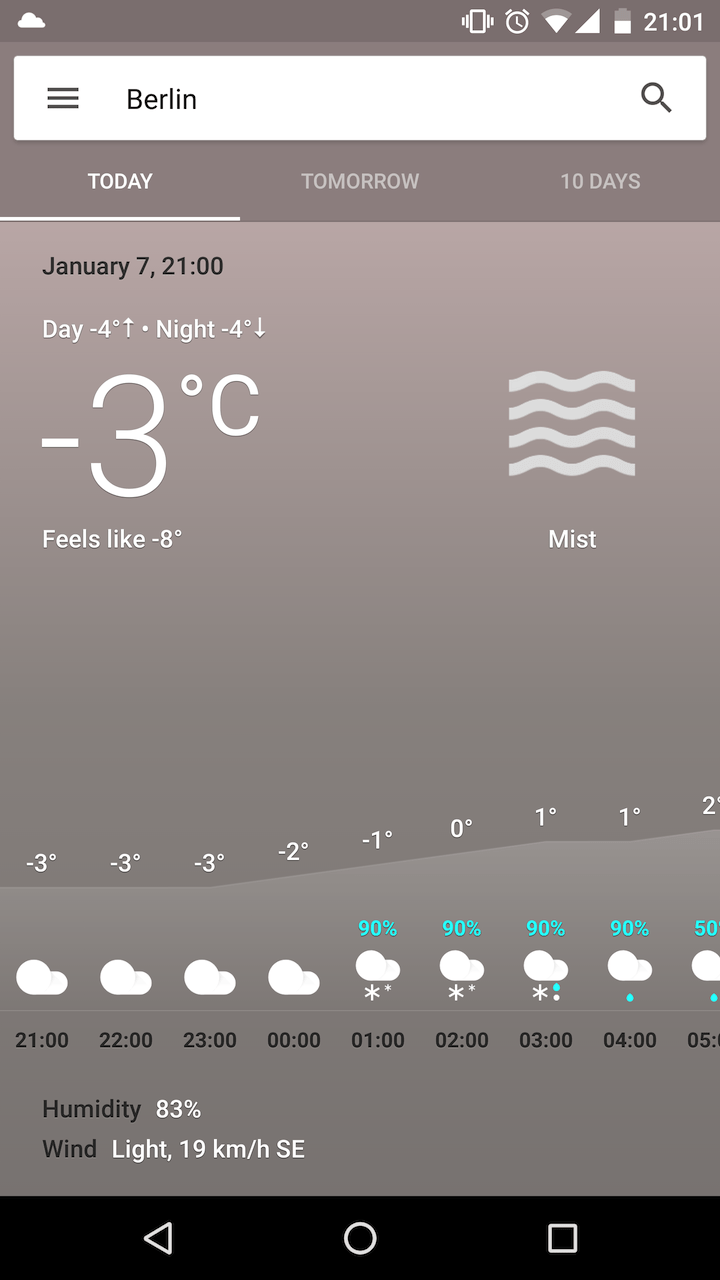 21:01
Berlin
TODAY TOMORROW 10 DAYS
January 7, 21:00
Day -4°↑ • Night -4°↓
-3°C
Feels like -8°
Mist
-3° -3° -3° -2° -1° 0° 1° 1° 2°
90% 90% 90% 90% 50
21:00 22:00 23:00 00:00 01:00 02:00 03:00 04:00 05:
Humidity 83%
Wind Light, 19 km/h SE